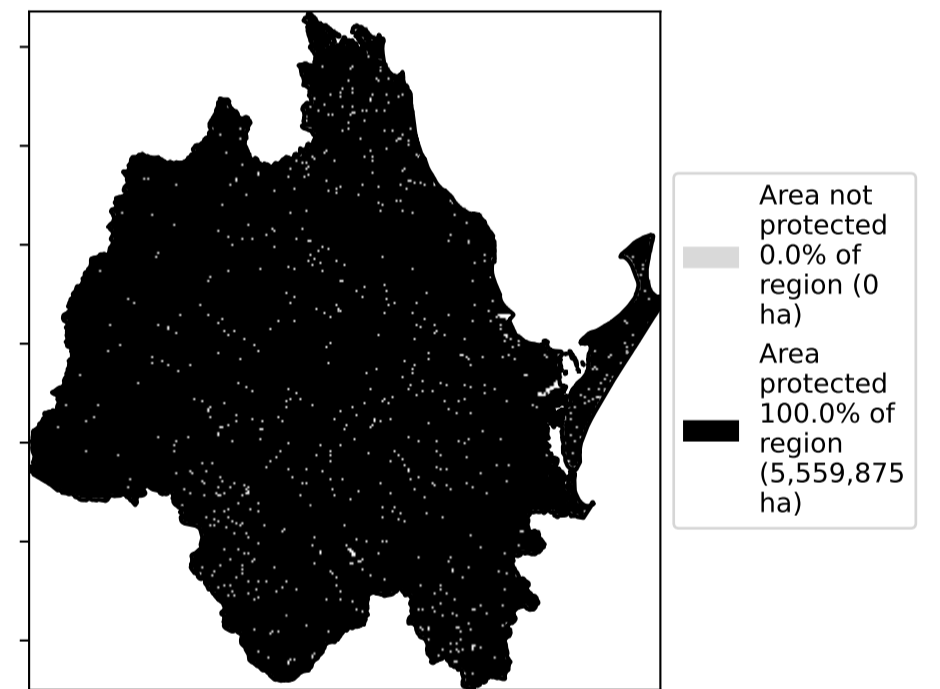 Area not
protected
0.0% of
region (0
ha)
Area
protected
100.0% of
region
(5,559,875
ha)